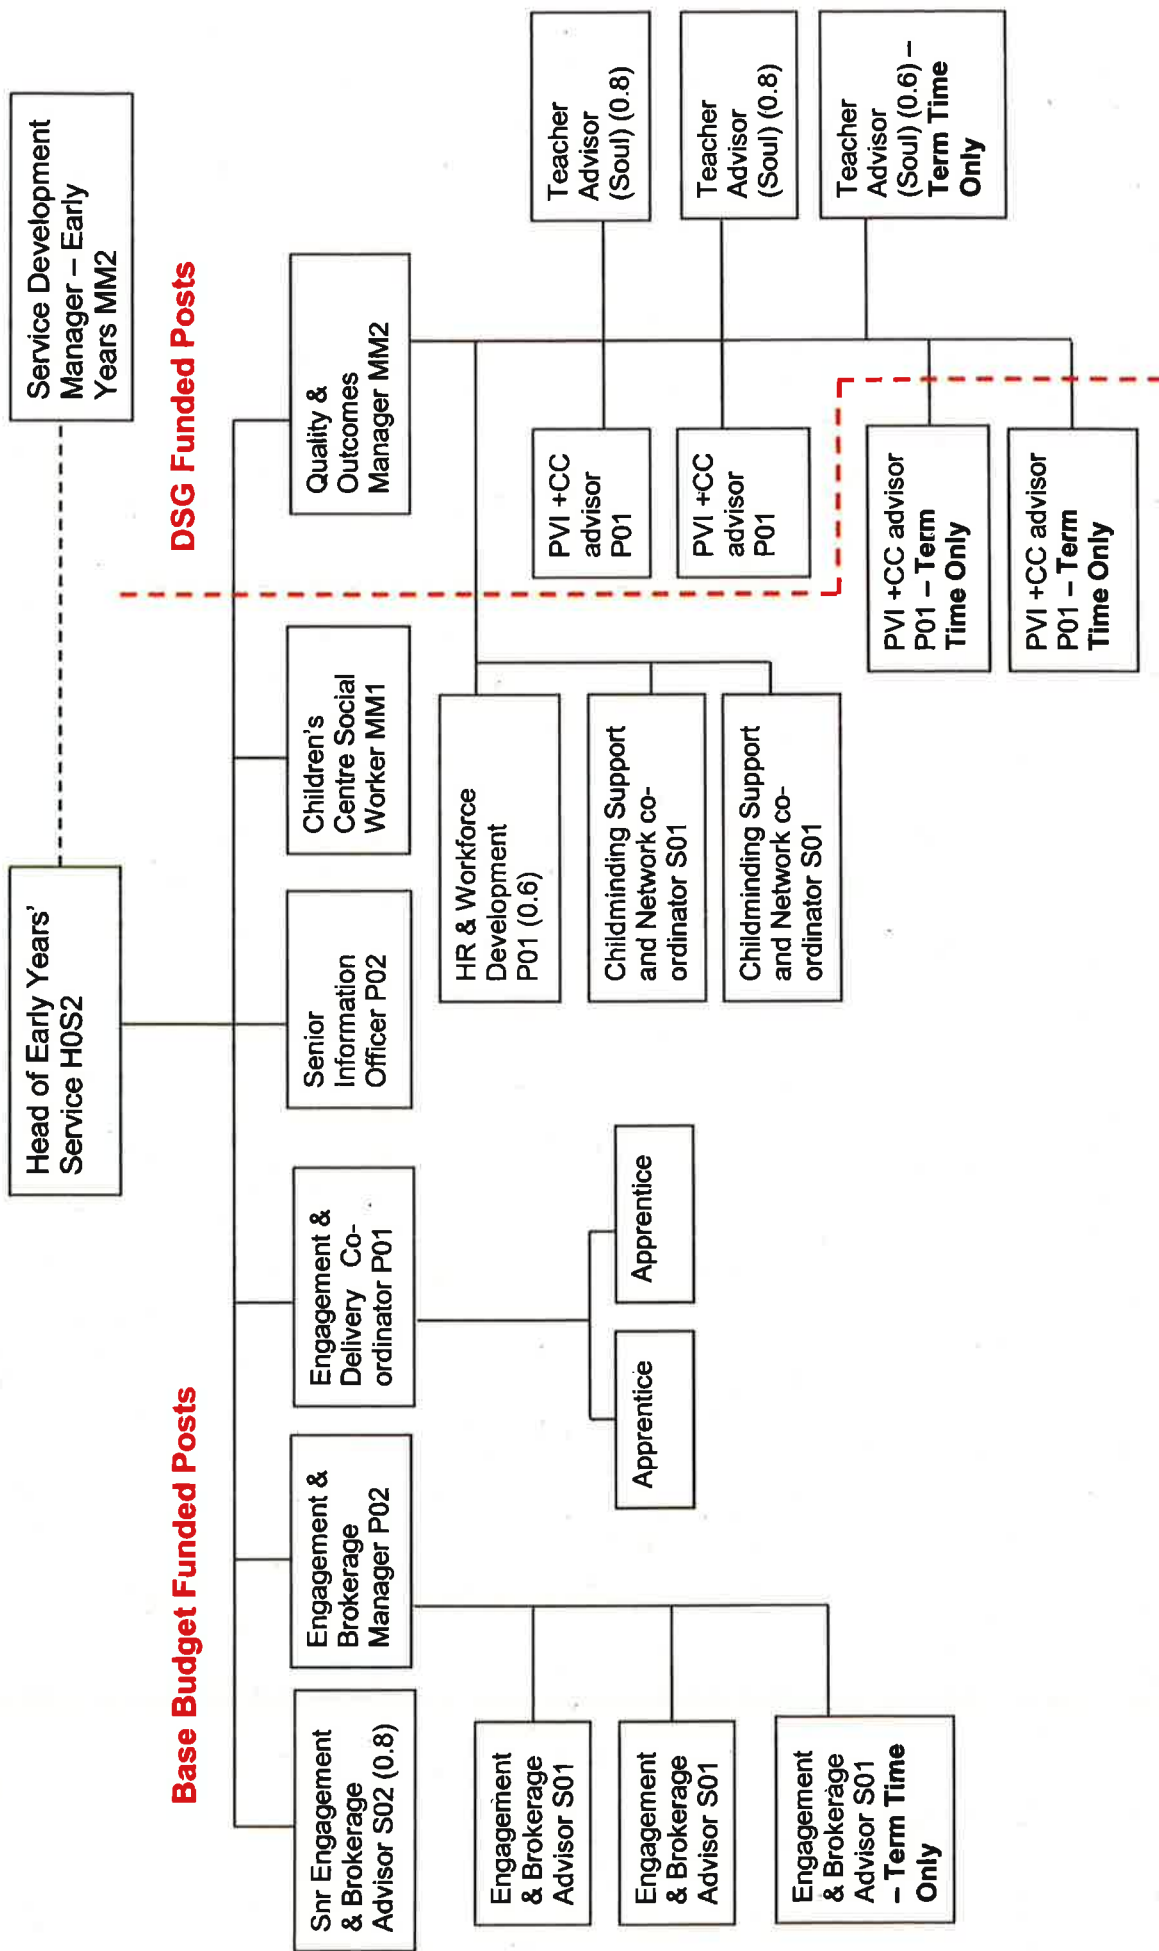 Head of Early Years'
Service H0S2
Service Development
Manager – Early
Years MM2
Base Budget Funded Posts
DSG Funded Posts
Snr Engagement
& Brokerage
Advisor S02 (0.8)
Engagement &
Brokerage
Manager P02
Engagement &
Delivery Co-
ordinator P01
Senior
Information
Officer P02
Children's
Centre Social
Worker MM1
Quality &
Outcomes
Manager MM2
Engagement
& Brokerage
Advisor S01
Engagement
& Brokerage
Advisor S01
Engagement
& Brokerage
Advisor S01
– Term Time
Only
Apprentice
Apprentice
HR & Workforce
Development
P01 (0.6)
Childminding Support
and Network co-
ordinator S01
Childminding Support
and Network co-
ordinator S01
PVI +CC
advisor
P01
PVI +CC
advisor
P01
PVI +CC advisor
P01 – Term
Time Only
PVI +CC advisor
P01 – Term
Time Only
Teacher
Advisor
(Soul) (0.8)
Teacher
Advisor
(Soul) (0.8)
Teacher
Advisor
(Soul) (0.6) –
Term Time
Only